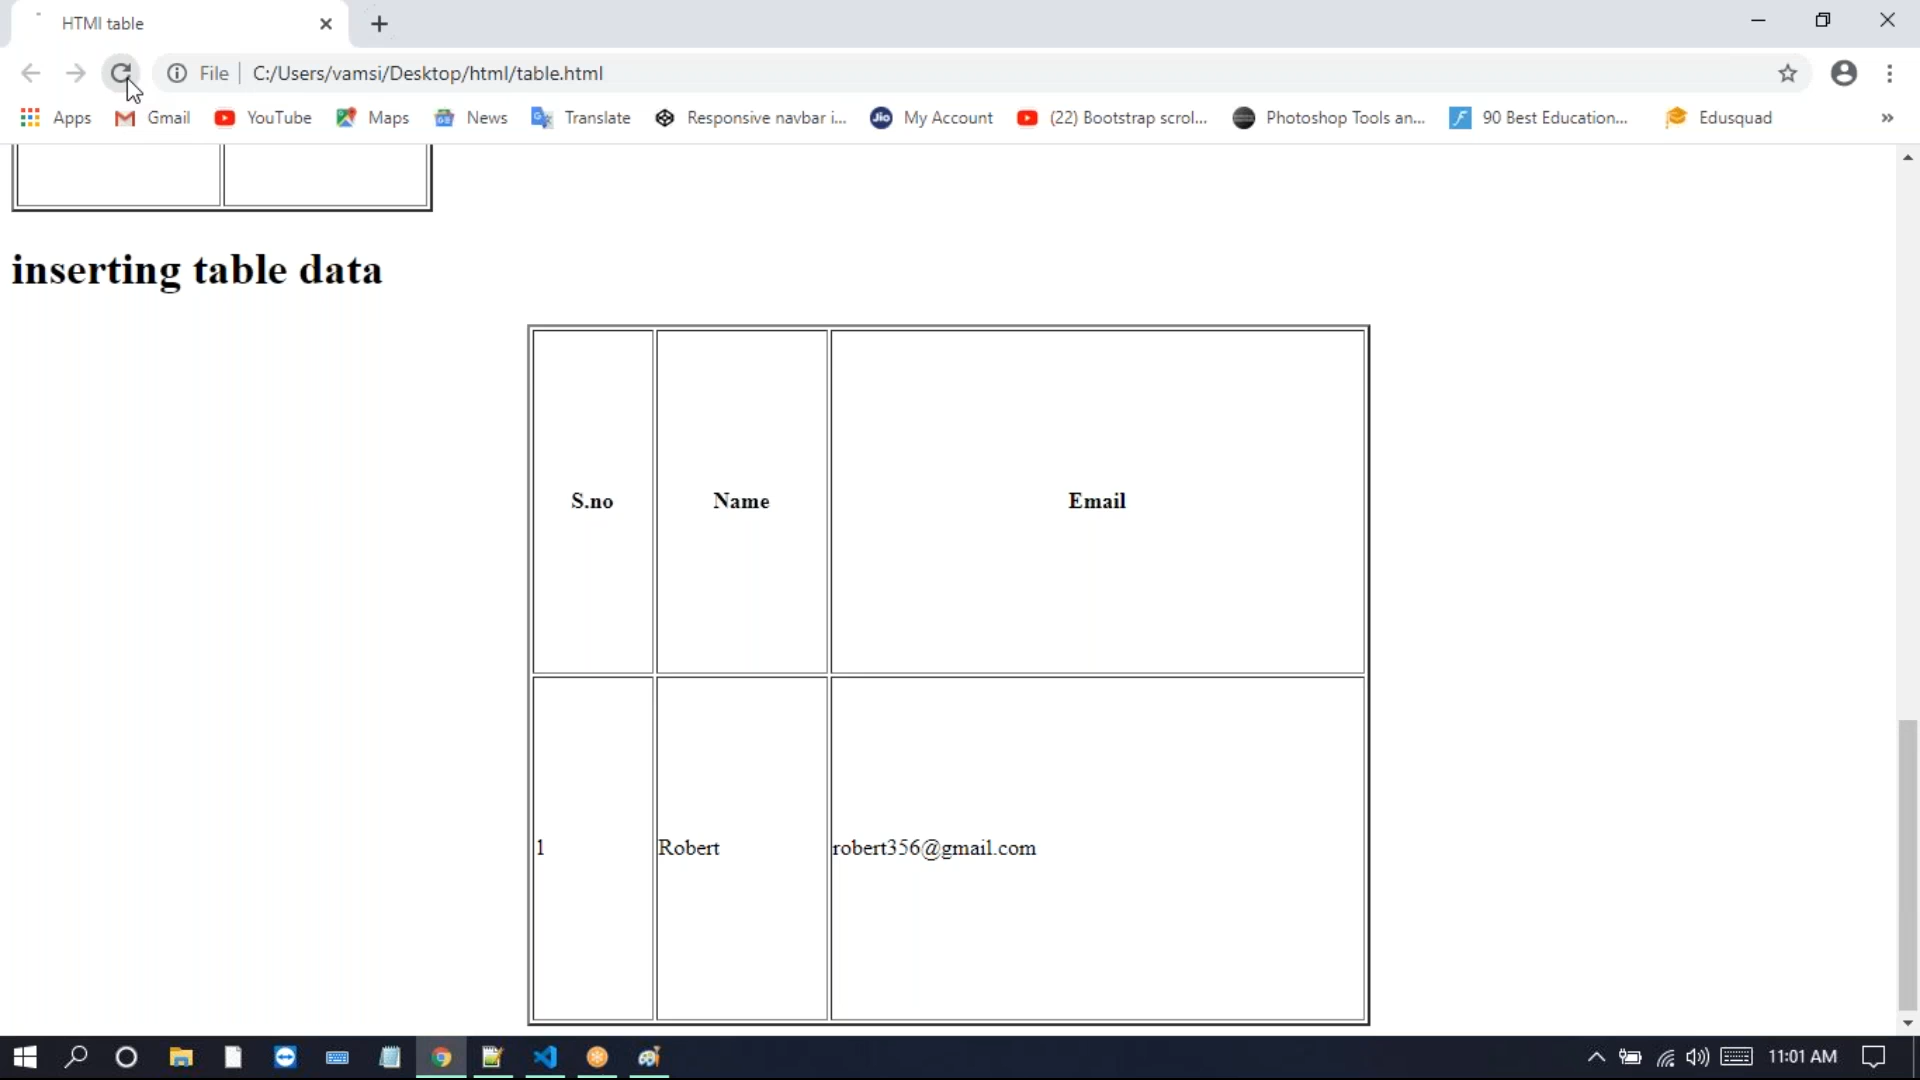 HTMl table
File | C:/Users/vamsi/Desktop/html/table.html
Apps Gmail YouTube Maps News Translate Responsive navbar i... Jio My Account (22) Bootstrap scrol... Photoshop Tools an... 90 Best Education... Edusquad »
inserting table data
S.no Name Email
1 Robert robert356@gmail.com
11:01 AM